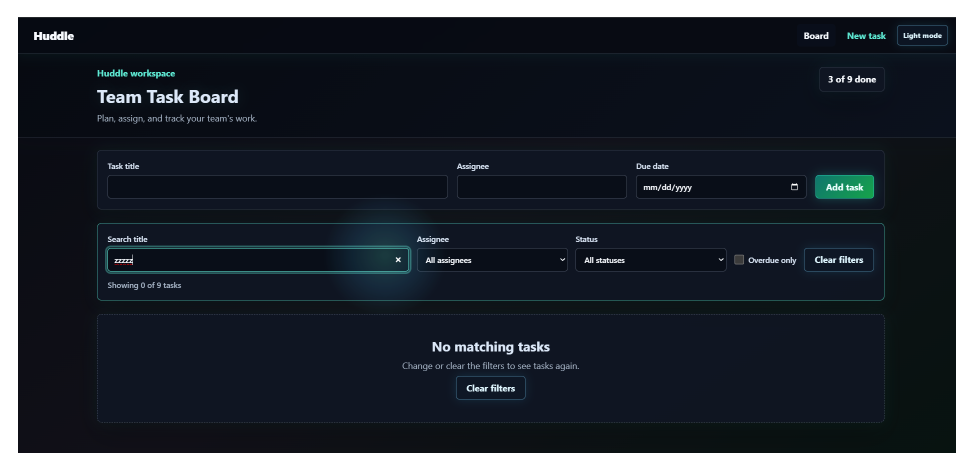 Huddle
Board
New task
Light mode
Huddle workspace
Team Task Board
Plan, assign, and track your team's work.
3 of 9 done
Task title
Assignee
Due date
mm/dd/yyyy
Add task
Search title
Assignee
Status
zzzzz
All assignees
All statuses
Overdue only
Clear filters
Showing 0 of 9 tasks
No matching tasks
Change or clear the filters to see tasks again.
Clear filters